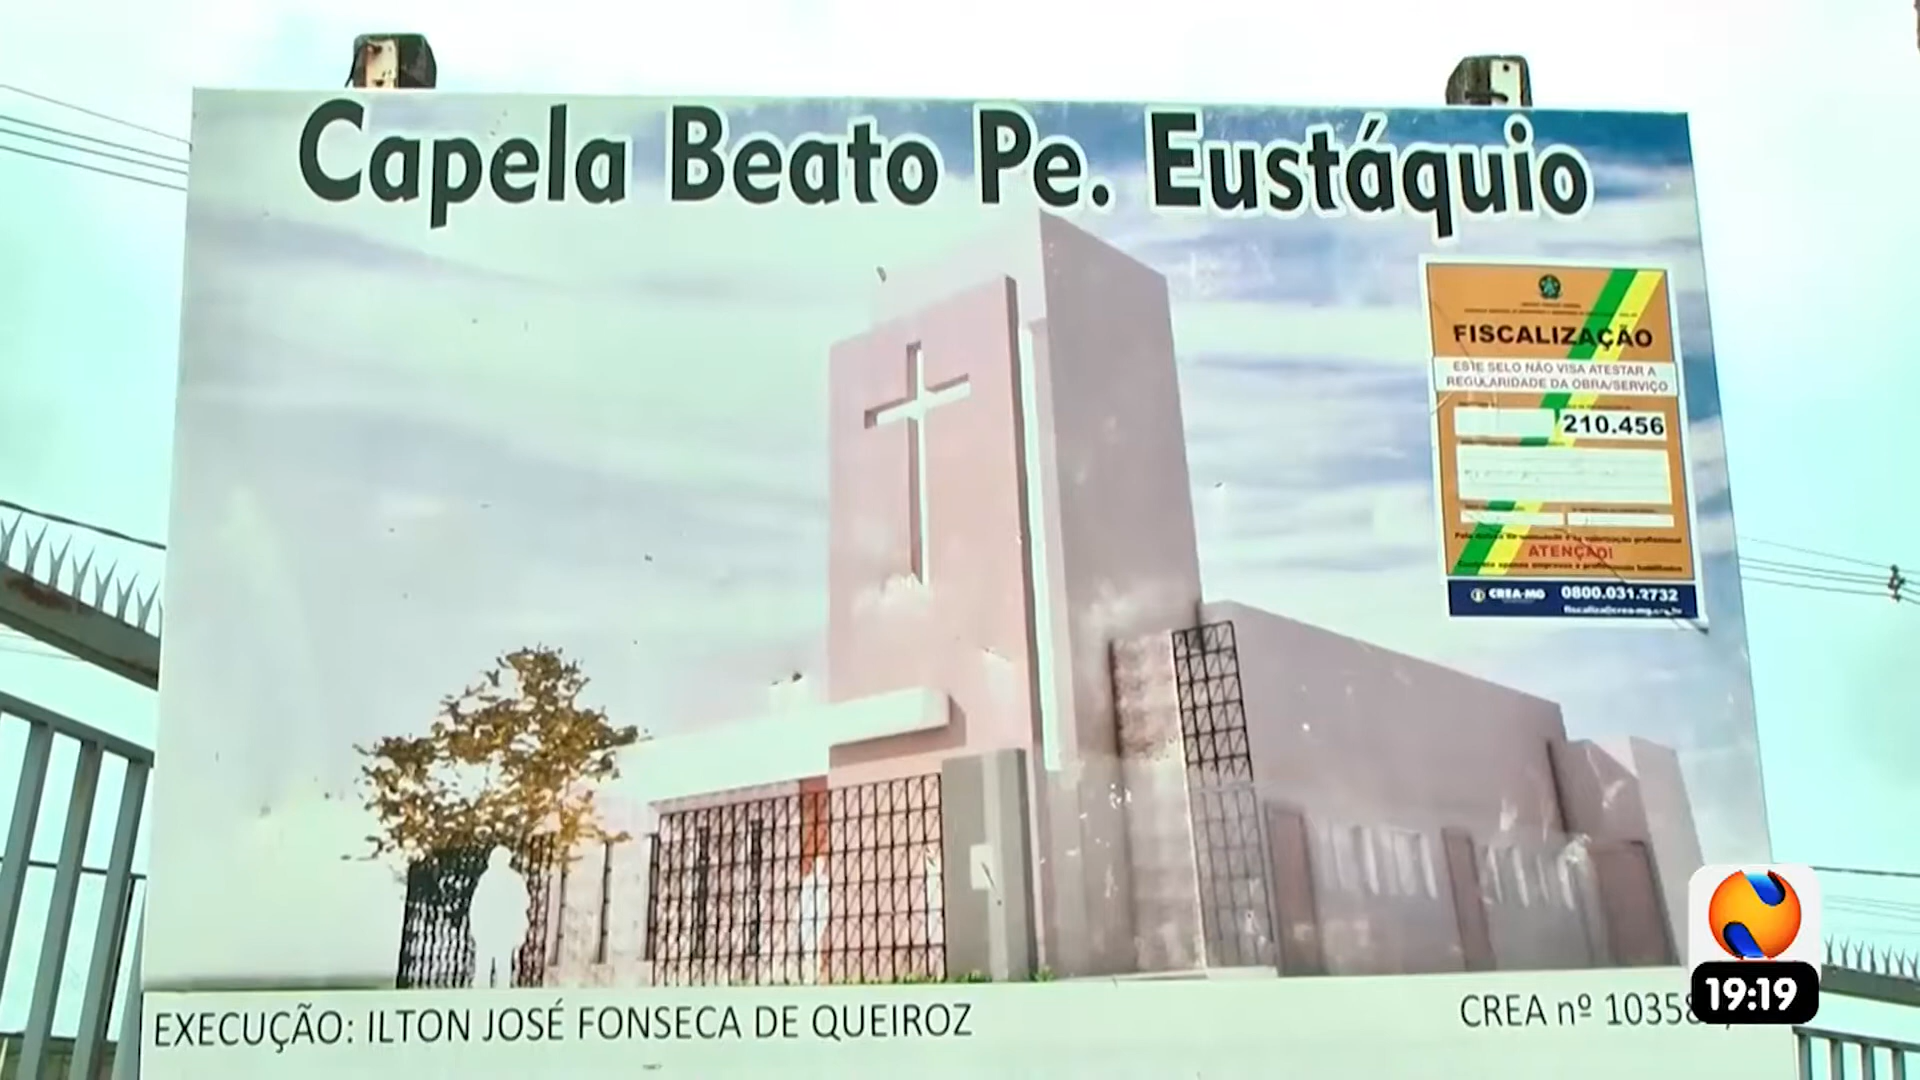 Capela Beato Pe. Eustáquio
FISCALIZAÇÃO
ESTE SELO NÃO VISA ATESTAR A
REGULARIDADE DA OBRA/SERVIÇO
210.456
ATENÇÃO!
CREA-MG 0800.031.2732
EXECUÇÃO: ILTON JOSÉ FONSECA DE QUEIROZ
CREA nº 10358
19:19